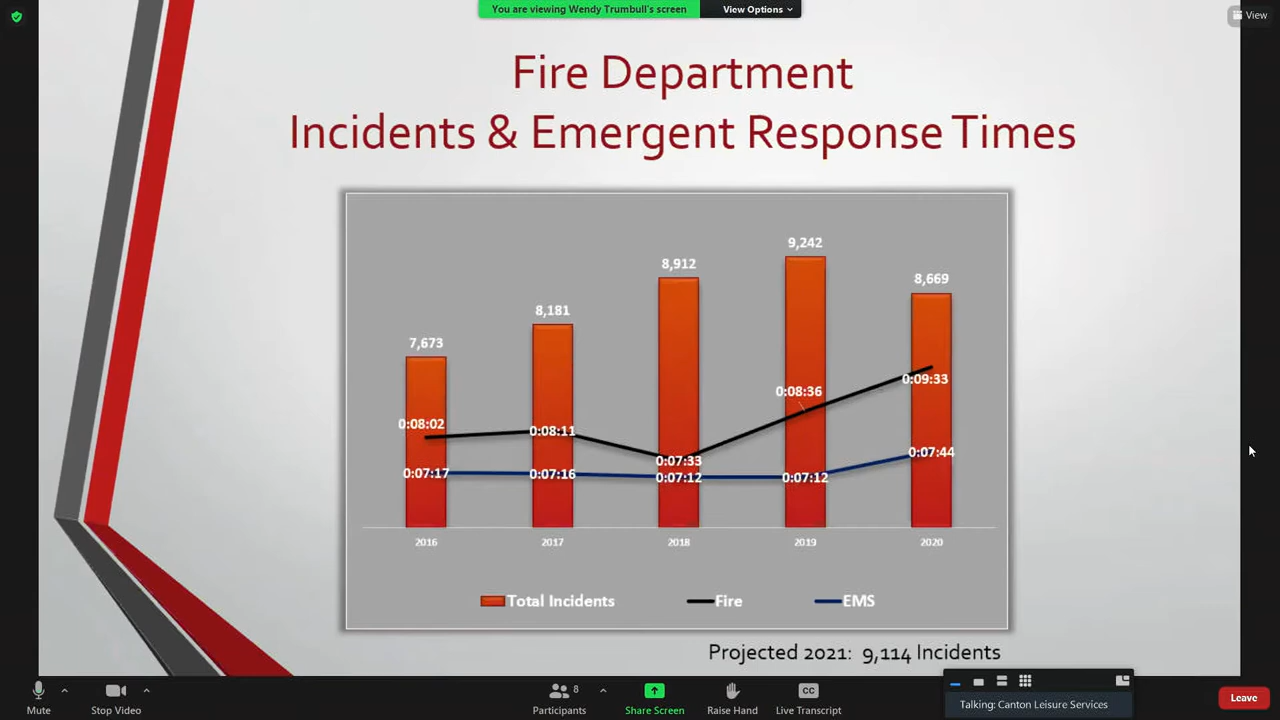 You are viewing Wendy Trumbull's screen
View Options
View
Fire Department
Incidents & Emergent Response Times
9,242
8,912
8,669
8,181
7,673
0:09:33
0:08:36
0:08:02
0:08:11
0:07:33
0:07:44
0:07:17
0:07:16
0:07:12
0:07:12
2016 2017 2018 2019 2020
Total Incidents Fire EMS
Projected 2021: 9,114 Incidents
8
CC
Talking: Canton Leisure Services
Leave
Mute Stop Video Participants Share Screen Raise Hand Live Transcript